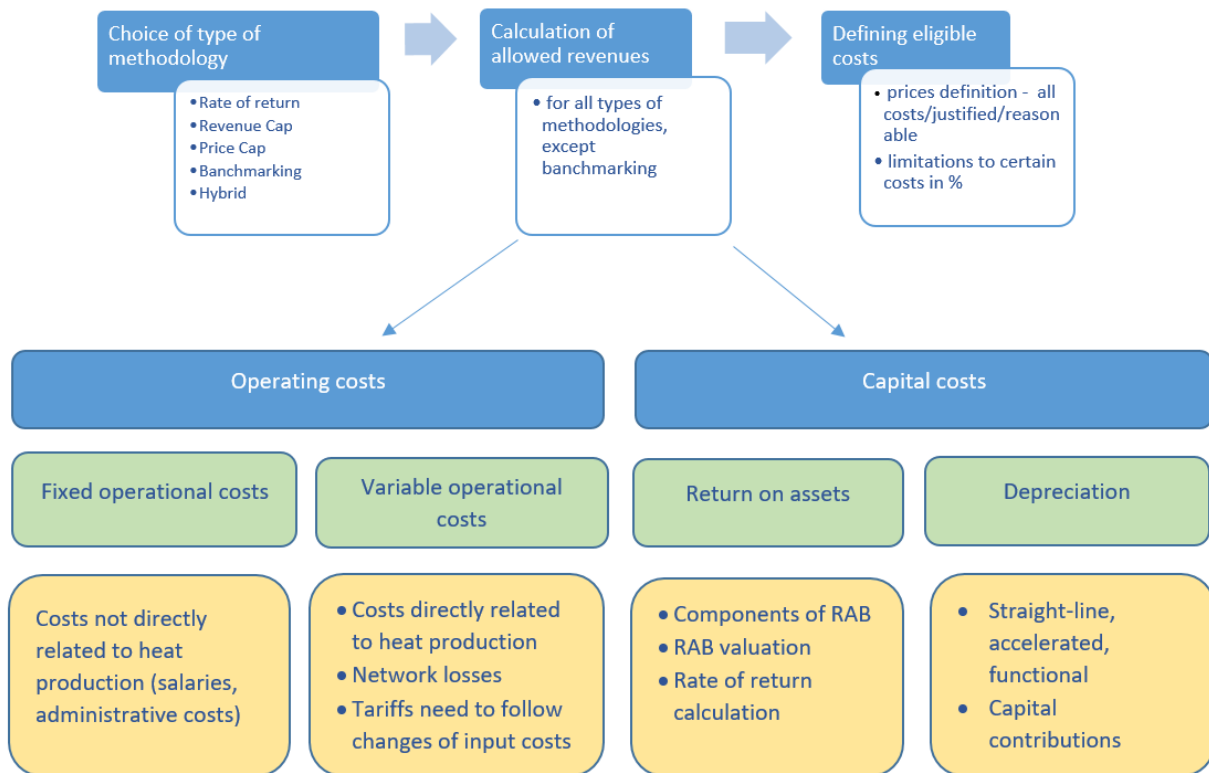 Choice of type of
methodology
• Rate of return
• Revenue Cap
• Price Cap
• Banchmarking
• Hybrid
Calculation of
allowed revenues
• for all types of
methodologies,
except
banchmarking
Defining eligible
costs
• prices definition - all
costs/justified/reason
able
• limitations to certain
costs in %
Operating costs
Capital costs
Fixed operational costs
Variable operational
costs
Return on assets
Depreciation
Costs not directly
related to heat
production (salaries,
administrative costs)
• Costs directly related
to heat production
• Network losses
• Tariffs need to follow
changes of input costs
• Components of RAB
• RAB valuation
• Rate of return
calculation
• Straight-line,
accelerated,
functional
• Capital
contributions